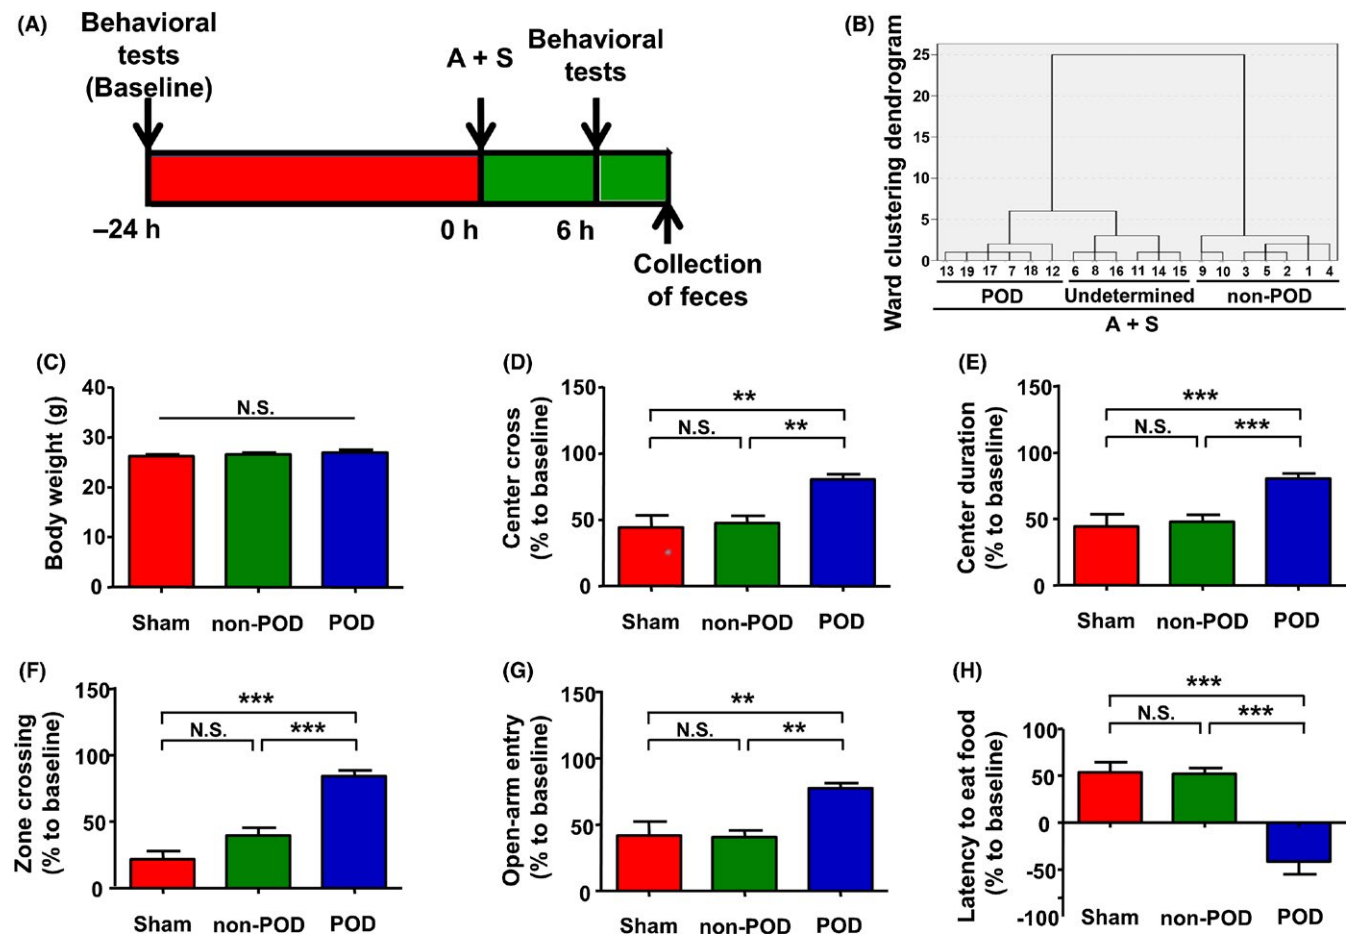 (A)
Behavioral
tests
(Baseline)
A + S
Behavioral
tests
–24 h
0 h
6 h
Collection
of feces
(B)
Ward clustering dendrogram
25
20
15
10
5
0
13 19 17 7 18 12 6 8 16 11 14 15 9 10 3 5 2 1 4
POD Undetermined non-POD
A + S
(C)
Body weight (g)
40
30
20
10
0
N.S.
Sham non-POD POD
(D)
Center cross
(% to baseline)
150
100
50
0
**
N.S. **
Sham non-POD POD
(E)
Center duration
(% to baseline)
150
100
50
0
***
N.S. ***
Sham non-POD POD
(F)
Zone crossing
(% to baseline)
150
100
50
0
***
N.S. ***
Sham non-POD POD
(G)
Open-arm entry
(% to baseline)
150
100
50
0
**
N.S. **
Sham non-POD POD
(H)
Latency to eat food
(% to baseline)
100
50
0
-50
-100
***
N.S. ***
Sham non-POD POD